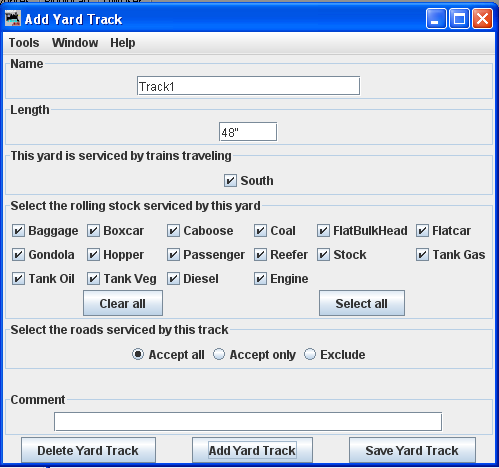 Add Yard Track
Tools Window Help
Name
Track1
Length
48"
This yard is serviced by trains traveling
South
Select the rolling stock serviced by this yard
Baggage Boxcar Caboose Coal FlatBulkHead Flatcar
Gondola Hopper Passenger Reefer Stock Tank Gas
Tank Oil Tank Veg Diesel Engine
Clear all Select all
Select the roads serviced by this track
Accept all Accept only Exclude
Comment
Delete Yard Track Add Yard Track Save Yard Track